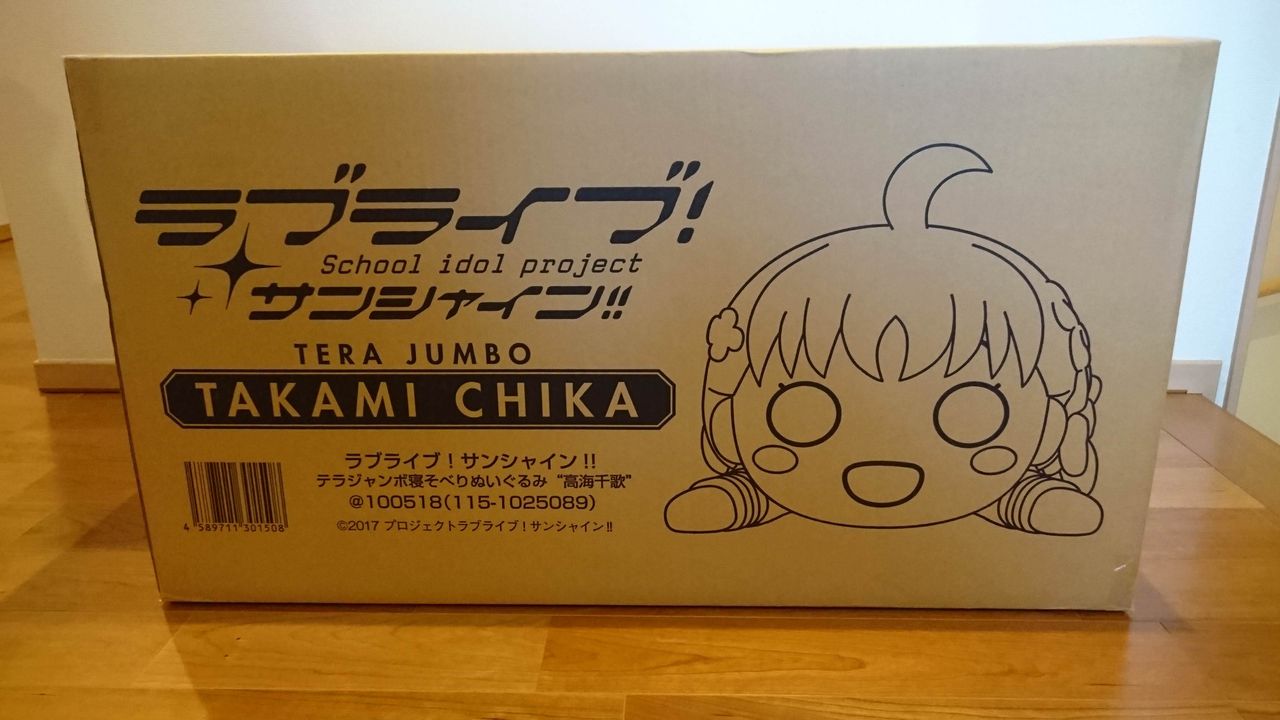 ラブライブ!
School idol project
サンシャイン!!
TERA JUMBO
TAKAMI CHIKA
ラブライブ!サンシャイン!!
テラジャンボ寝そべりぬいぐるみ“高海千歌”
@100518(115-1025089)
©2017 プロジェクトラブライブ!サンシャイン!!
4 589711 301508